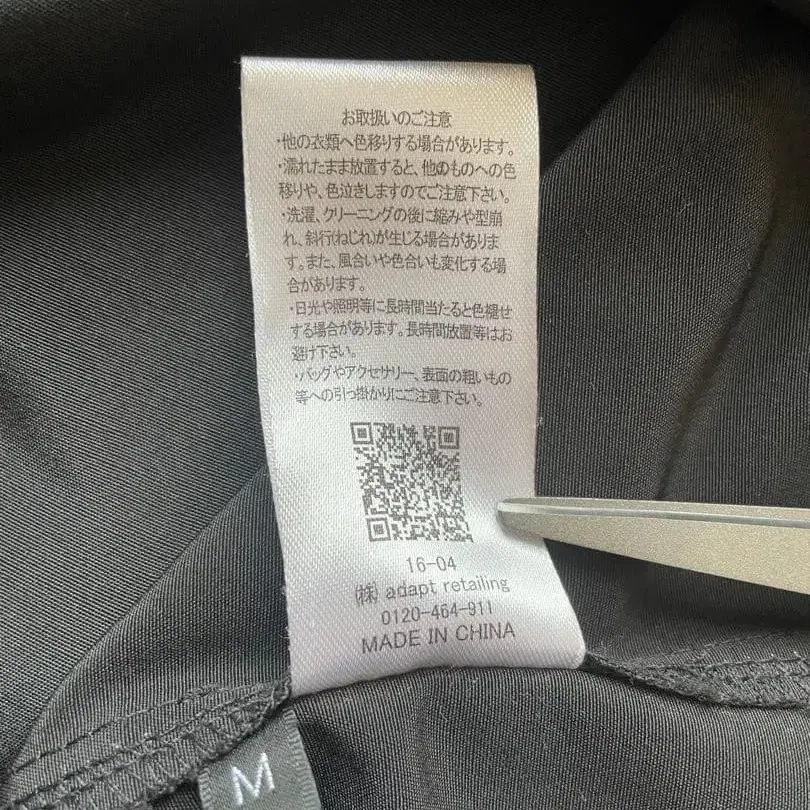 お取扱いのご注意
・他の衣類へ色移りする場合があります。
・濡れたまま放置すると、他のものへの色
移りや、色泣きしますのでご注意下さい。
・洗濯、クリーニングの後に縮みや型崩
れ、斜行(ねじれ)が生じる場合がありま
す。また、風合いや色合いも変化する場
合があります。
・日光や照明等に長時間当たると色褪せ
する場合があります。長時間放置等はお
避け下さい。
・バッグやアクセサリー、表面の粗いもの
等への引っ掛かりにご注意下さい。
16-04
(株) adapt retailing
0120-464-911
MADE IN CHINA
M